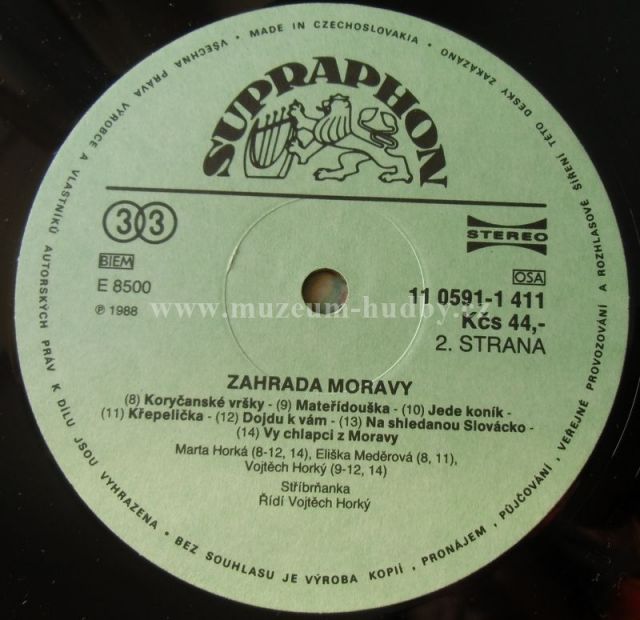 VŠECHNA PRÁVA VÝROBCE A VLASTNÍKŮ AUTORSKÝCH PRÁV K DÍLU JSOU VYHRAZENA • BEZ SOUHLASU JE VÝROBA KOPIÍ, PRONÁJEM, PŮJČOVÁNÍ, VEŘEJNÉ PROVOZOVÁNÍ A ROZHLASOVÉ ŠÍŘENÍ TÉTO DESKY ZAKÁZÁNO • MADE IN CZECHOSLOVAKIA •
SUPRAPHON
33
STEREO
BIEM
OSA
E 8500
11 0591-1 411
℗ 1988
www.muzeum-hudby.cz
Kčs 44,-
2. STRANA
ZAHRADA MORAVY
(8) Koryčanské vršky - (9) Mateřídouška - (10) Jede koník -
(11) Křepelička - (12) Dojdu k vám - (13) Na shledanou Slovácko -
(14) Vy chlapci z Moravy
Marta Horká (8-12, 14), Eliška Meděrová (8, 11),
Vojtěch Horký (9-12, 14)
Stříbrňanka
Řídí Vojtěch Horký